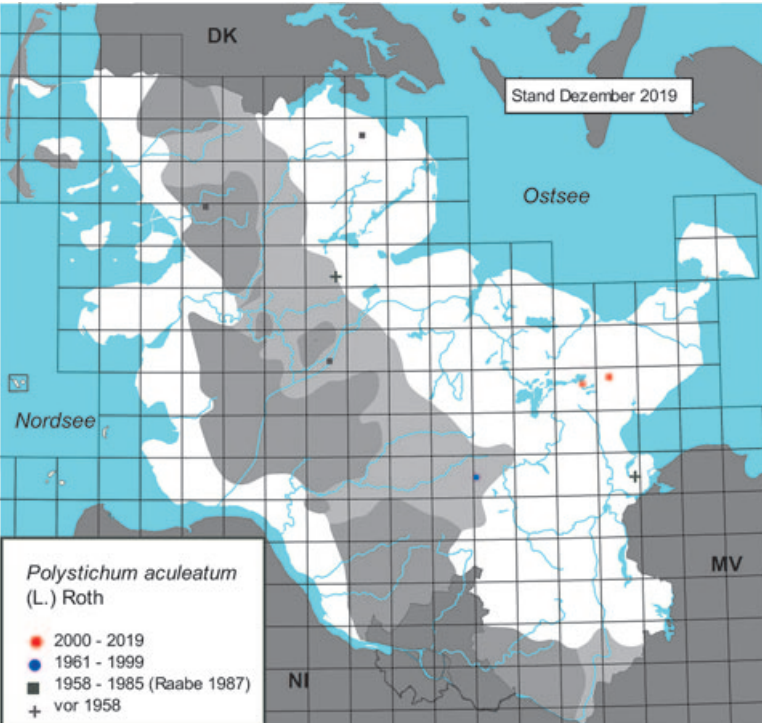 DK
Stand Dezember 2019
Ostsee
Nordsee
MV
NI
Polystichum aculeatum
(L.) Roth
2000 - 2019
1961 - 1999
1958 - 1985 (Raabe 1987)
vor 1958